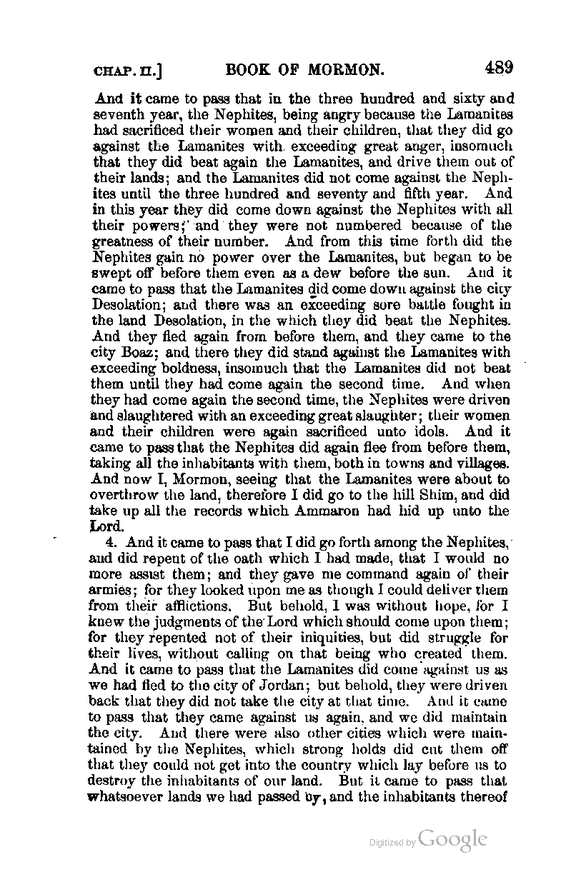 CHAP. II.] BOOK OF MORMON. 489
And it came to pass that in the three hundred and sixty and
seventh year, the Nephites, being angry because the Lamanites
had sacrificed their women and their children, that they did go
against the Lamanites with exceeding great anger, insomuch
that they did beat again the Lamanites, and drive them out of
their lands; and the Lamanites did not come against the Neph-
ites until the three hundred and seventy and fifth year. And
in this year they did come down against the Nephites with all
their powers; and they were not numbered because of the
greatness of their number. And from this time forth did the
Nephites gain no power over the Lamanites, but began to be
swept off before them even as a dew before the sun. And it
came to pass that the Lamanites did come down against the city
Desolation; and there was an exceeding sore battle fought in
the land Desolation, in the which they did beat the Nephites.
And they fled again from before them, and they came to the
city Boaz; and there they did stand against the Lamanites with
exceeding boldness, insomuch that the Lamanites did not beat
them until they had come again the second time. And when
they had come again the second time, the Nephites were driven
and slaughtered with an exceeding great slaughter; their women
and their children were again sacrificed unto idols. And it
came to pass that the Nephites did again flee from before them,
taking all the inhabitants with them, both in towns and villages.
And now I, Mormon, seeing that the Lamanites were about to
overthrow the land, therefore I did go to the hill Shim, and did
take up all the records which Ammaron had hid up unto the
Lord.
4. And it came to pass that I did go forth among the Nephites,
and did repent of the oath which I had made, that I would no
more assist them; and they gave me command again of their
armies; for they looked upon me as though I could deliver them
from their afflictions. But behold, I was without hope, for I
knew the judgments of the Lord which should come upon them;
for they repented not of their iniquities, but did struggle for
their lives, without calling on that being who created them.
And it came to pass that the Lamanites did come against us as
we had fled to the city of Jordan; but behold, they were driven
back that they did not take the city at that time. And it came
to pass that they came against us again, and we did maintain
the city. And there were also other cities which were main-
tained by the Nephites, which strong holds did cut them off
that they could not get into the country which lay before us to
destroy the inhabitants of our land. But it came to pass that
whatsoever lands we had passed by, and the inhabitants thereof
Digitized by Google